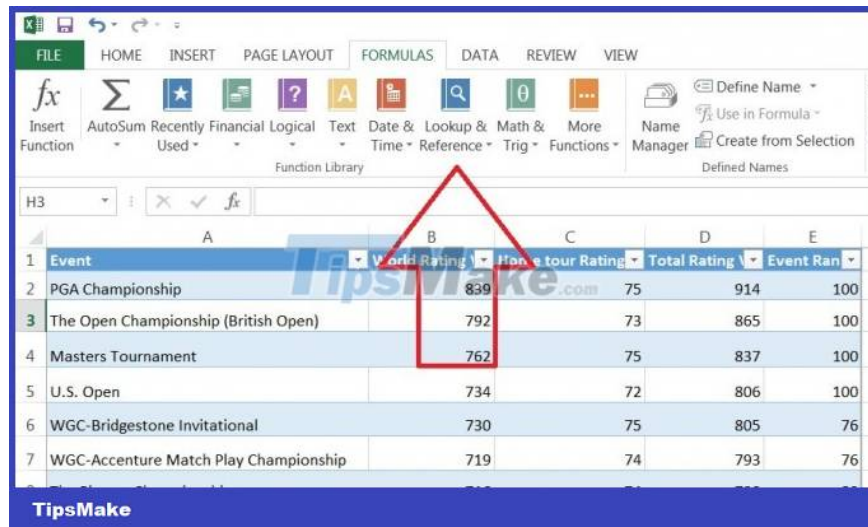 FILE HOME INSERT PAGE LAYOUT FORMULAS DATA REVIEW VIEW
fx Σ ? A θ
Insert Function AutoSum Recently Used Financial Logical Text Date & Time Lookup & Reference Math & Trig More Functions Name Manager
Define Name
Use in Formula
Create from Selection
Function Library Defined Names
H3 fx
A B C D E
1 Event World Rating Home tour Rating Total Rating Event Ran
TipsMake.com
2 PGA Championship 839 75 914 100
3 The Open Championship (British Open) 792 73 865 100
4 Masters Tournament 762 75 837 100
5 U.S. Open 734 72 806 100
6 WGC-Bridgestone Invitational 730 75 805 76
7 WGC-Accenture Match Play Championship 719 74 793 76
TipsMake